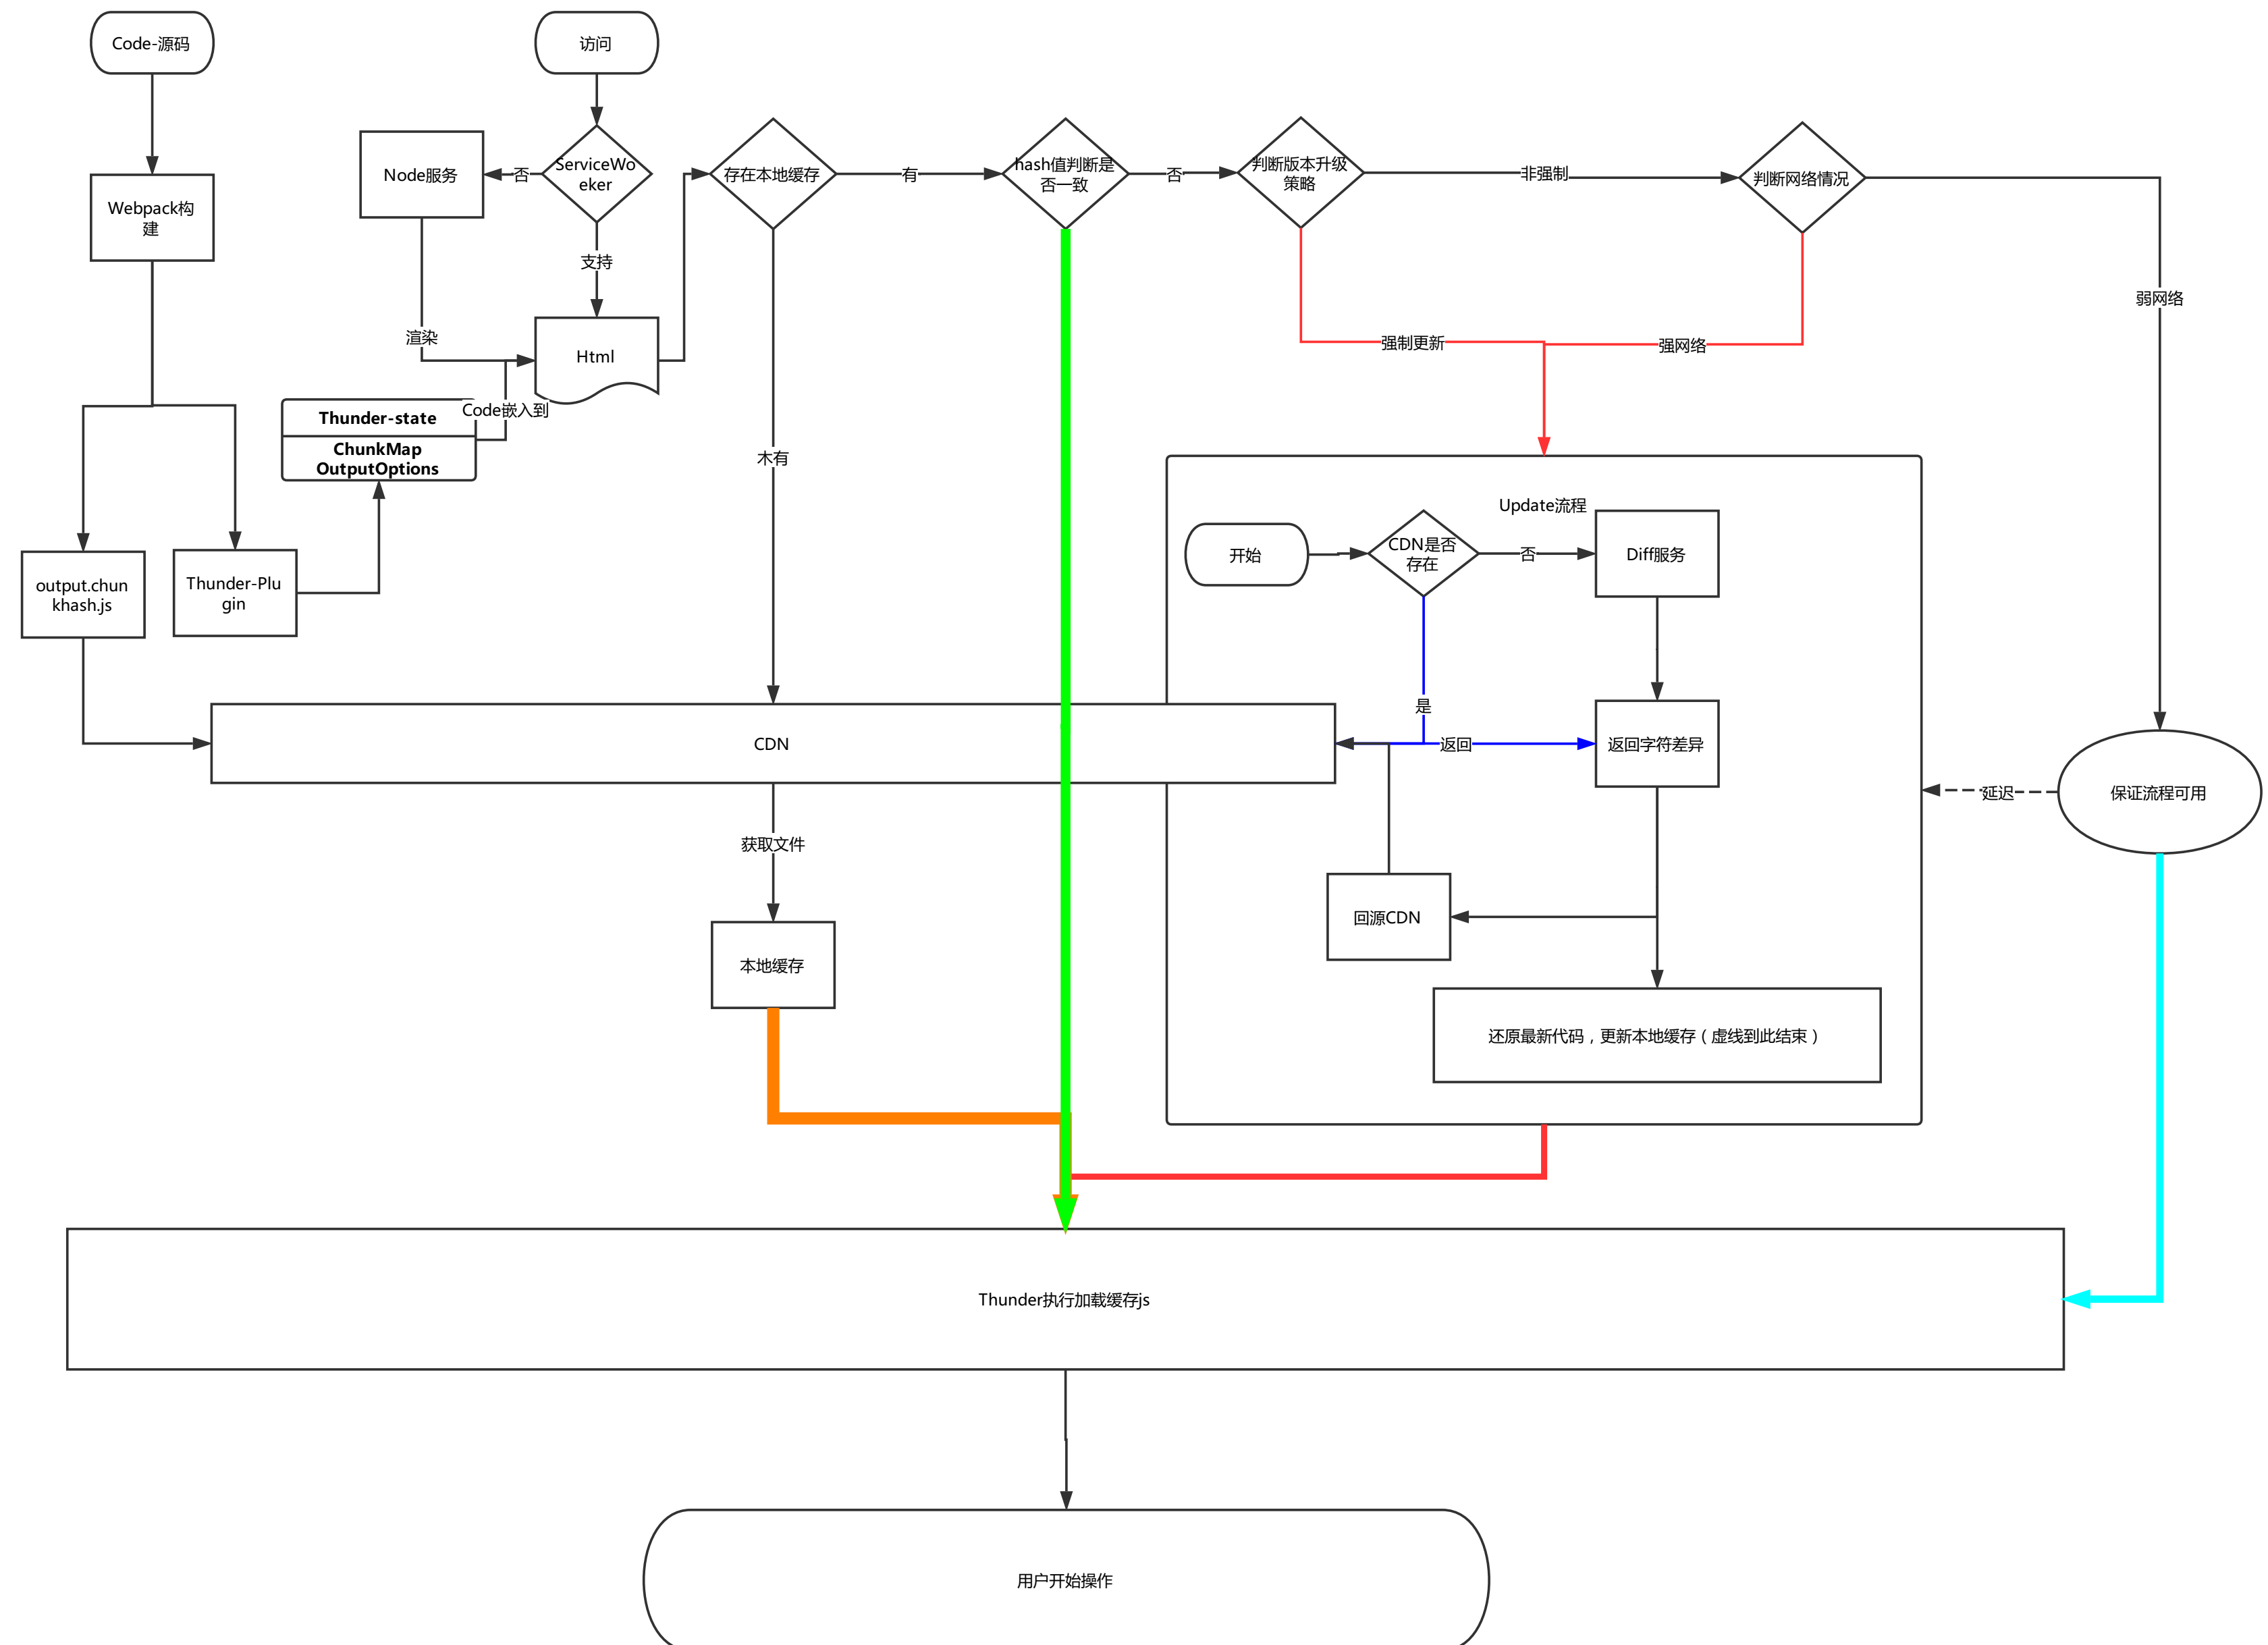 Code-源码
访问
Node服务
否
ServiceWo
eker
存在本地缓存
有
hash值判断是
否一致
否
判断版本升级
策略
非强制
判断网络情况
Webpack构
建
支持
弱网络
渲染
Html
强制更新
强网络
Thunder-state
Code嵌入到
ChunkMap
OutputOptions
木有
Update流程
开始
CDN是否
存在
否
Diff服务
output.chun
khash.js
Thunder-Plu
gin
是
CDN
返回
返回字符差异
延迟
保证流程可用
获取文件
回源CDN
本地缓存
还原最新代码，更新本地缓存（虚线到此结束）
Thunder执行加载缓存js
用户开始操作